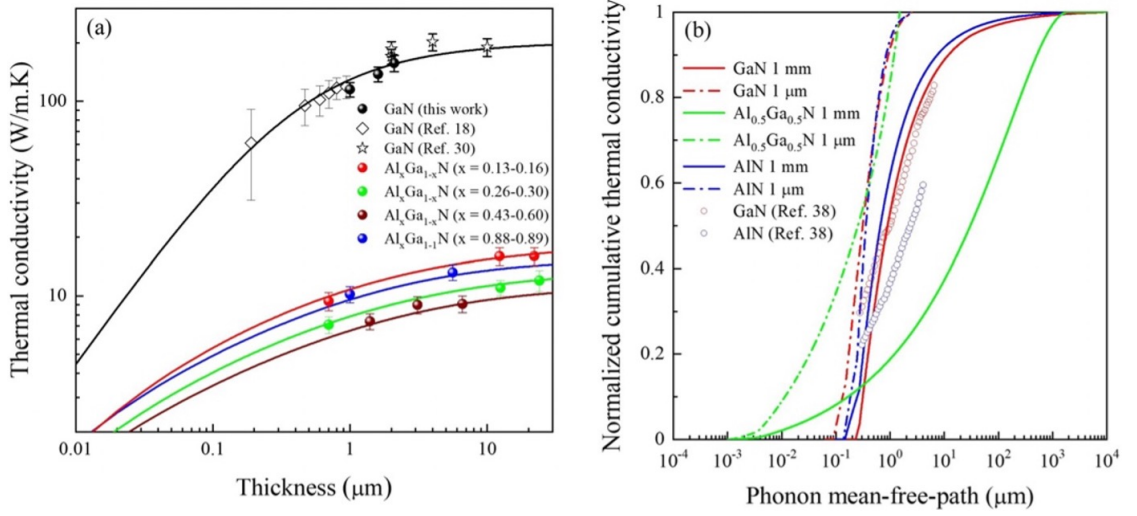 (a)
Thermal conductivity (W/m.K)
100
10
GaN (this work)
GaN (Ref. 18)
GaN (Ref. 30)
AlxGa1-xN (x = 0.13-0.16)
AlxGa1-xN (x = 0.26-0.30)
AlxGa1-xN (x = 0.43-0.60)
AlxGa1-1N (x = 0.88-0.89)
0.01
0.1
1
10
Thickness (μm)
(b)
Normalized cumulative thermal conductivity
1
0.8
0.6
0.4
0.2
0
GaN 1 mm
GaN 1 μm
Al0.5Ga0.5N 1 mm
Al0.5Ga0.5N 1 μm
AlN 1 mm
AlN 1 μm
GaN (Ref. 38)
AlN (Ref. 38)
10⁻⁴
10⁻³
10⁻²
10⁻¹
10⁰
10¹
10²
10³
10⁴
Phonon mean-free-path (μm)